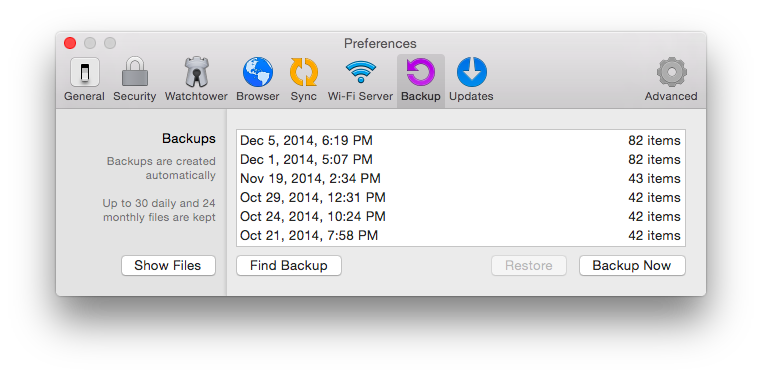 Preferences
General Security Watchtower Browser Sync Wi-Fi Server Backup Updates Advanced
Backups
Backups are created
automatically
Up to 30 daily and 24
monthly files are kept
Show Files
Dec 5, 2014, 6:19 PM 82 items
Dec 1, 2014, 5:07 PM 82 items
Nov 19, 2014, 2:34 PM 43 items
Oct 29, 2014, 12:31 PM 42 items
Oct 24, 2014, 10:24 PM 42 items
Oct 21, 2014, 7:58 PM 42 items
Find Backup Restore Backup Now